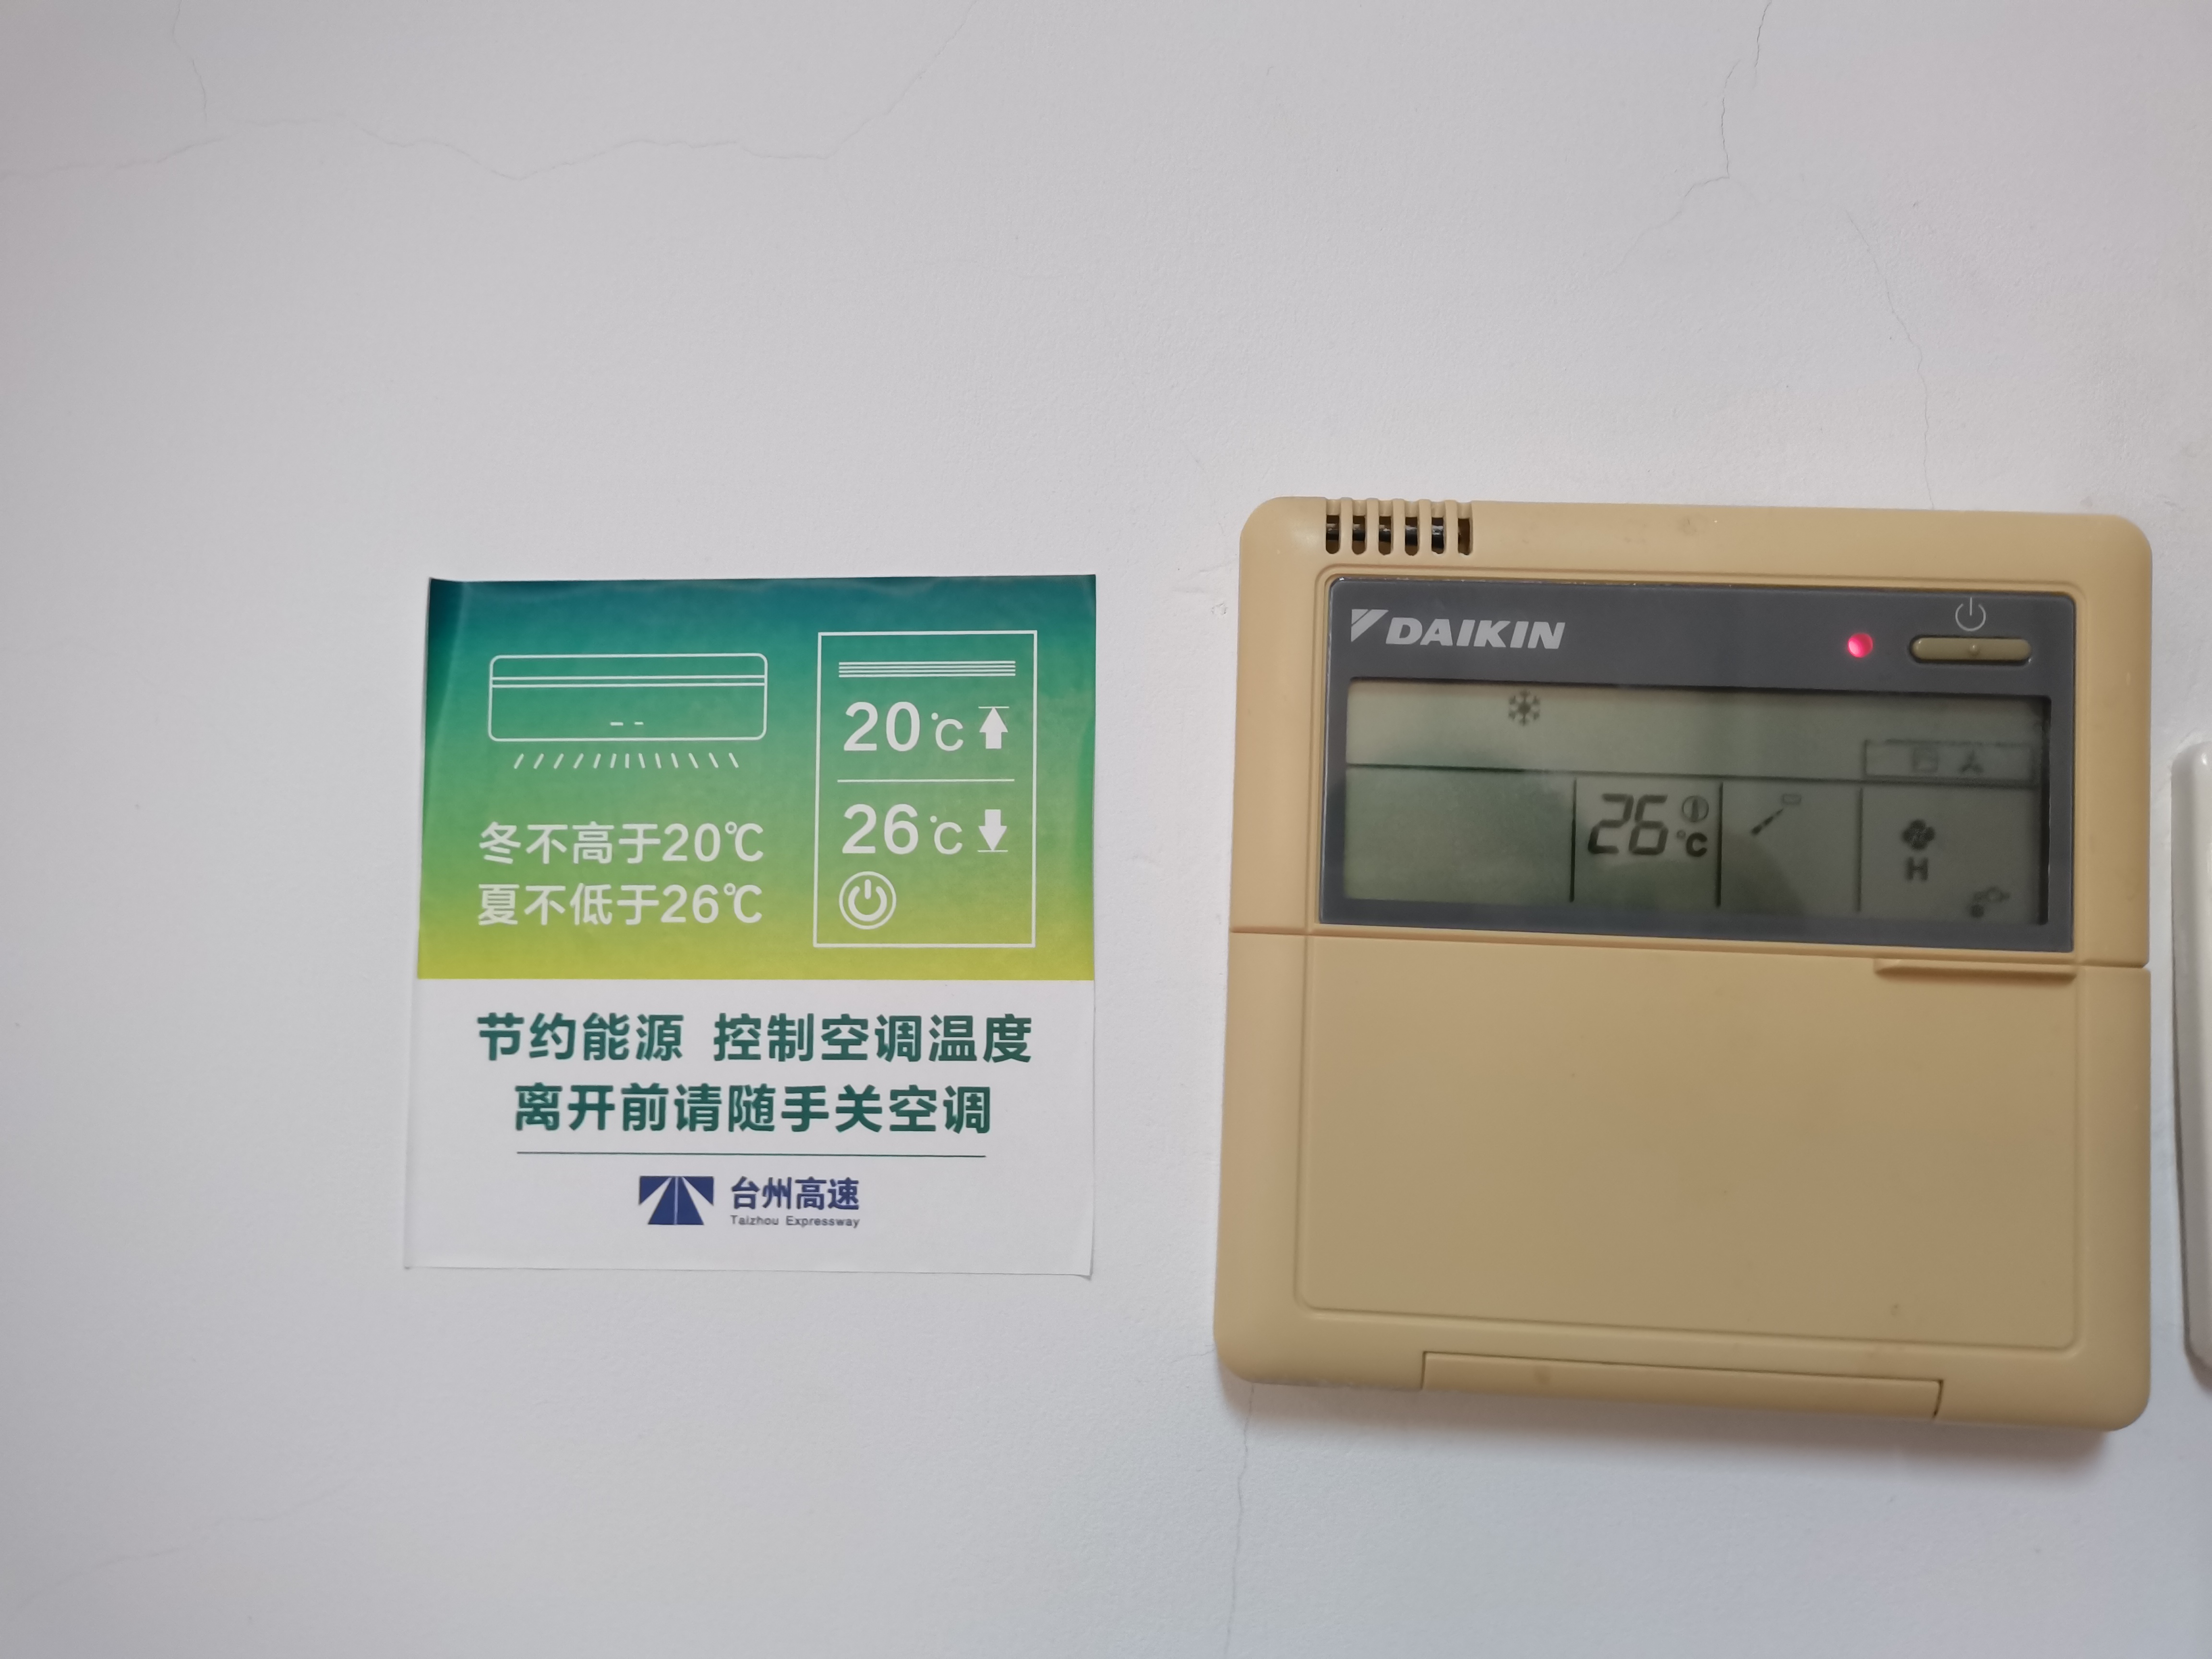 20℃
26℃
冬不高于20℃
夏不低于26℃
节约能源 控制空调温度
离开前请随手关空调
台州高速
Taizhou Expressway
DAIKIN
26℃
H